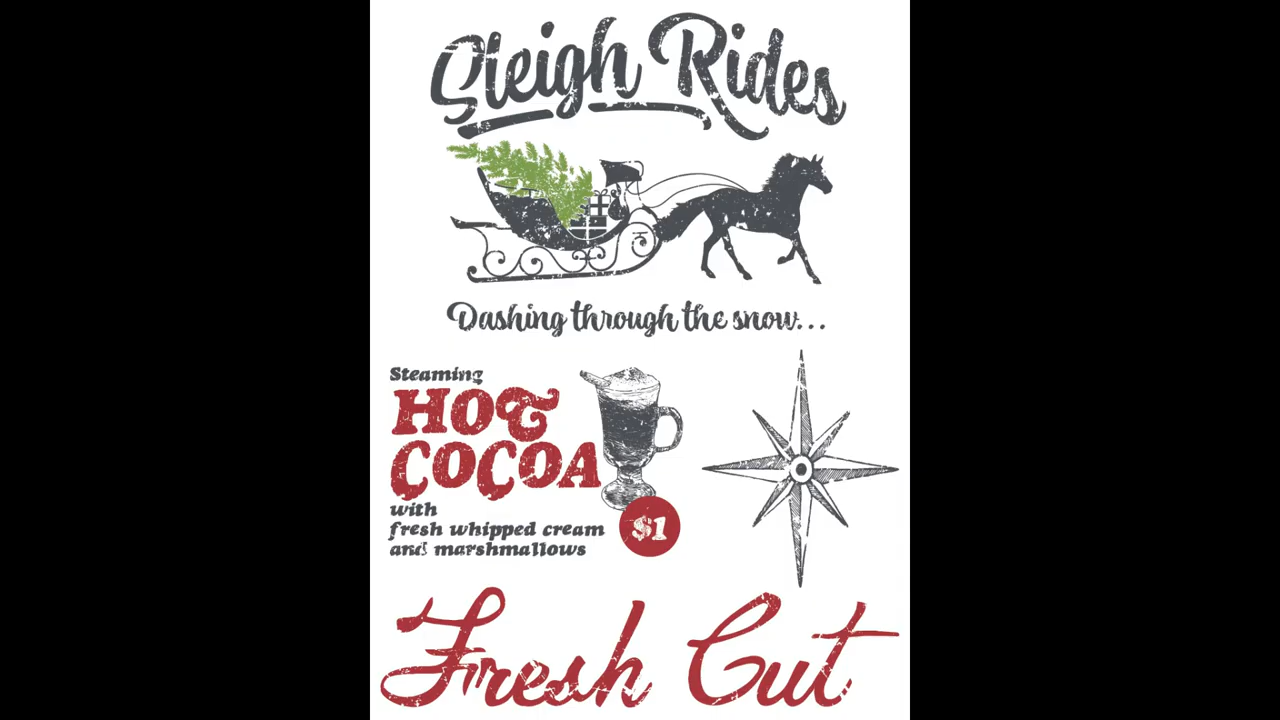 Sleigh Rides
Dashing through the snow...
Steaming
HOT
COCOA
with
fresh whipped cream
and marshmallows
$1
Fresh Cut